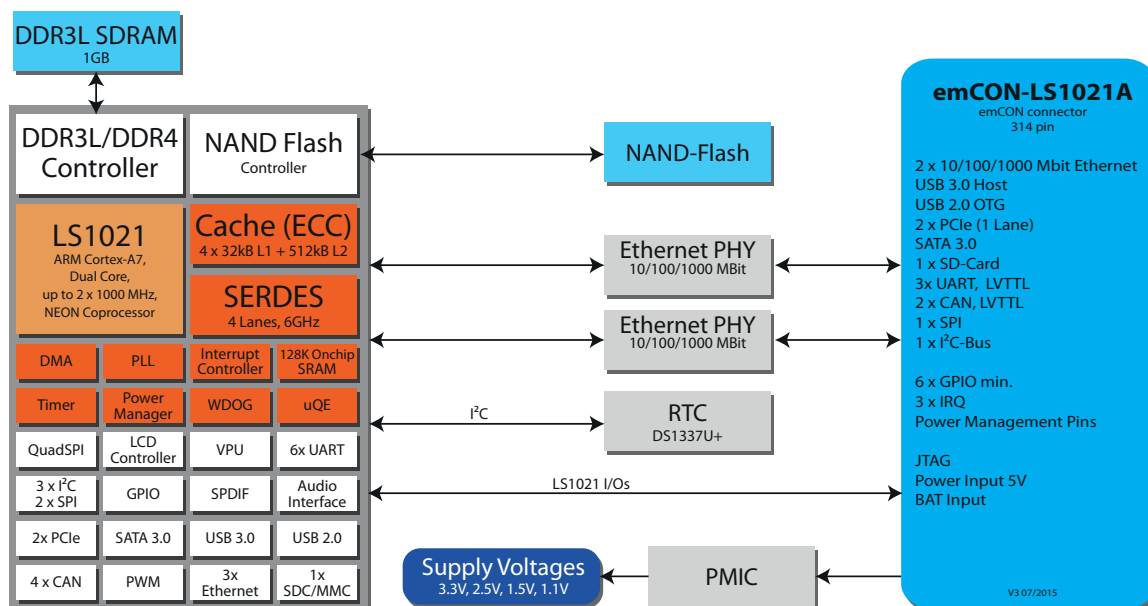 DDR3L SDRAM
1GB
DDR3L/DDR4
Controller
NAND Flash
Controller
LS1021
ARM Cortex-A7,
Dual Core,
up to 2 x 1000 MHz,
NEON Coprocessor
Cache (ECC)
4 x 32kB L1 + 512kB L2
SERDES
4 Lanes, 6GHz
DMA
PLL
Interrupt
Controller
128K Onchip
SRAM
Timer
Power
Manager
WDOG
uQE
QuadSPI
LCD
Controller
VPU
6x UART
3 x I²C
2 x SPI
GPIO
SPDIF
Audio
Interface
2x PCIe
SATA 3.0
USB 3.0
USB 2.0
4 x CAN
PWM
3x
Ethernet
1x
SDC/MMC
NAND-Flash
Ethernet PHY
10/100/1000 MBit
Ethernet PHY
10/100/1000 MBit
I²C
RTC
DS1337U+
LS1021 I/Os
Supply Voltages
3.3V, 2.5V, 1.5V, 1.1V
PMIC
emCON-LS1021A
emCON connector
314 pin
2 x 10/100/1000 Mbit Ethernet
USB 3.0 Host
USB 2.0 OTG
2 x PCIe (1 Lane)
SATA 3.0
1 x SD-Card
3x UART, LVTTL
2 x CAN, LVTTL
1 x SPI
1 x I²C-Bus
6 x GPIO min.
3 x IRQ
Power Management Pins
JTAG
Power Input 5V
BAT Input
V3 07/2015